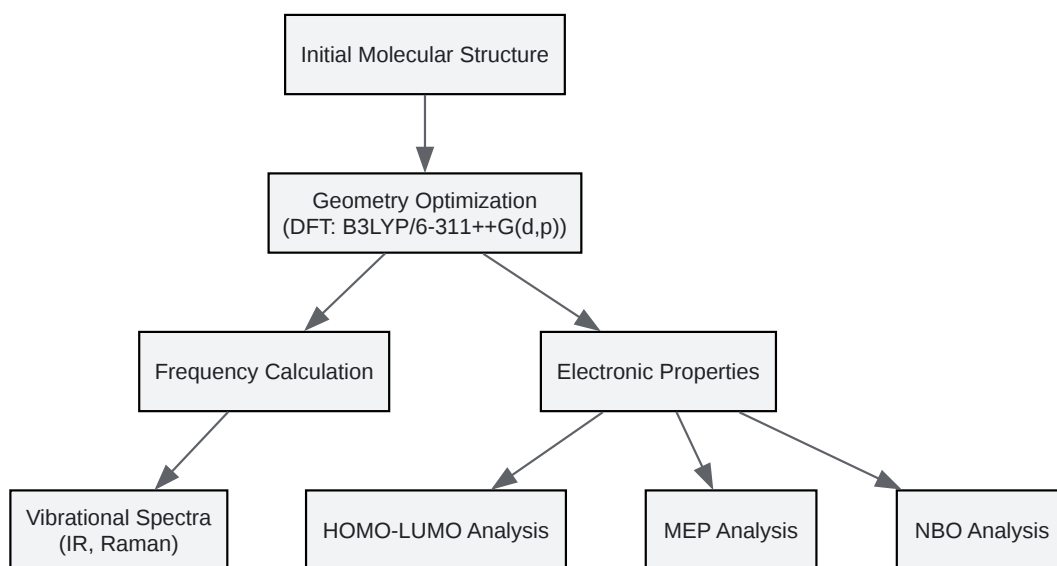 Initial Molecular Structure
Geometry Optimization
(DFT: B3LYP/6-311++G(d,p))
Frequency Calculation
Electronic Properties
Vibrational Spectra
(IR, Raman)
HOMO-LUMO Analysis
MEP Analysis
NBO Analysis